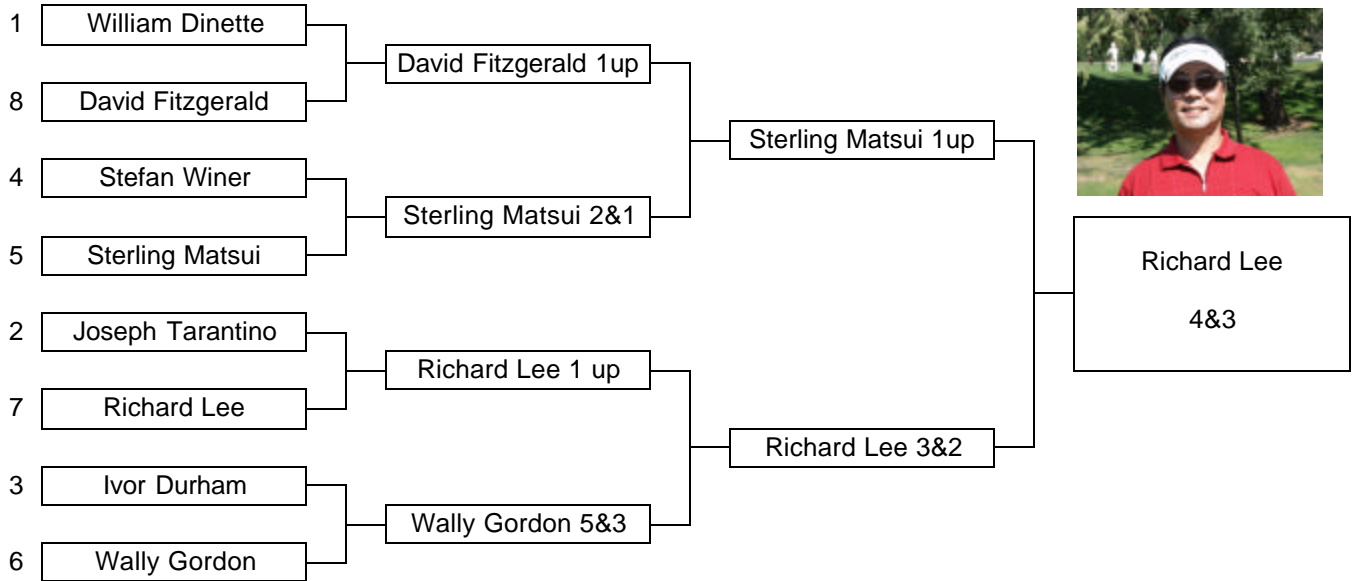 1 William Dinette
David Fitzgerald 1up
8 David Fitzgerald
Sterling Matsui 1up
4 Stefan Winer
Sterling Matsui 2&1
5 Sterling Matsui
Richard Lee
4&3
2 Joseph Tarantino
Richard Lee 1 up
7 Richard Lee
Richard Lee 3&2
3 Ivor Durham
Wally Gordon 5&3
6 Wally Gordon